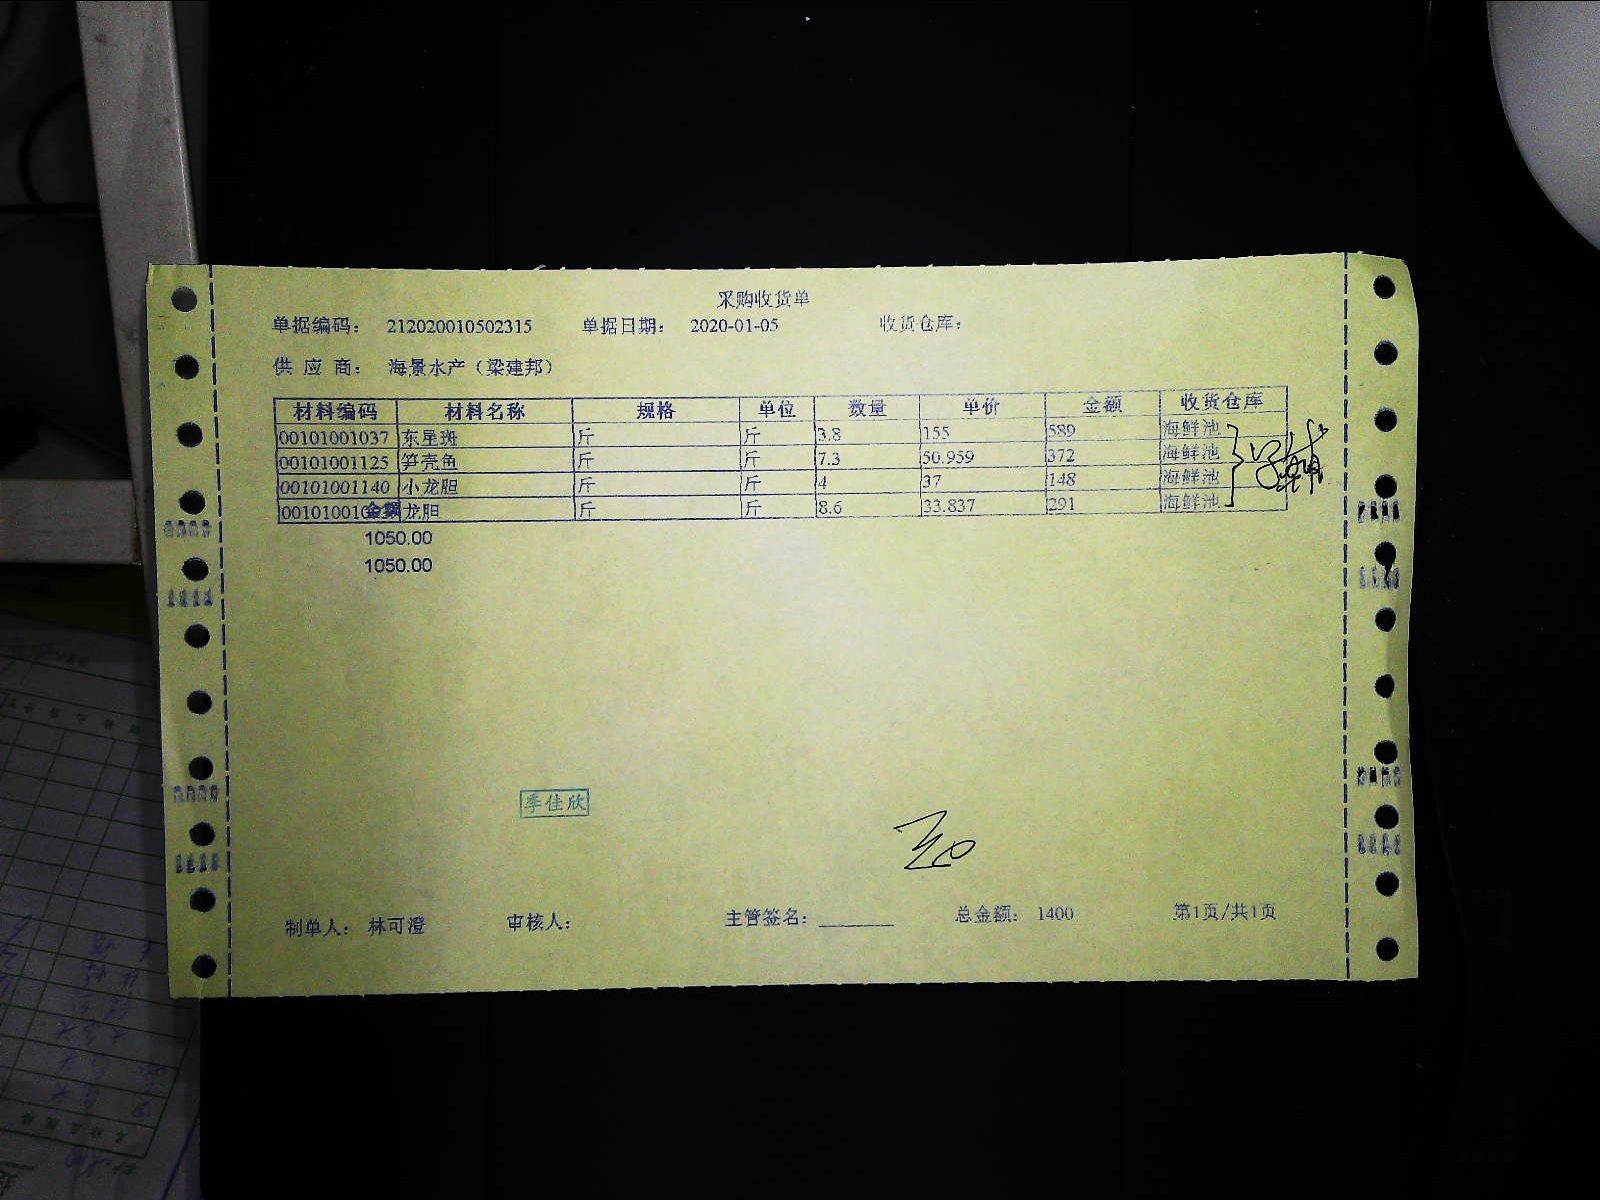 采购收货单
单据编码： 212020010502315 单据日期： 2020-01-05 收货仓库：
供 应 商： 海景水产（梁建邦）
材料编码 材料名称 规格 单位 数量 单价 金额 收货仓库
00101001037 东星斑 斤 斤 3.8 155 589 海鲜池
00101001125 笋壳鱼 斤 斤 7.3 50.959 372 海鲜池
00101001140 小龙胆 斤 斤 4 37 148 海鲜池
龙胆 斤 斤 8.6 33.837 291 海鲜池
金额
1050.00
1050.00
季佳欣
制单人： 林可澄 审核人： 主管签名： 总金额： 1400 第1页/共1页